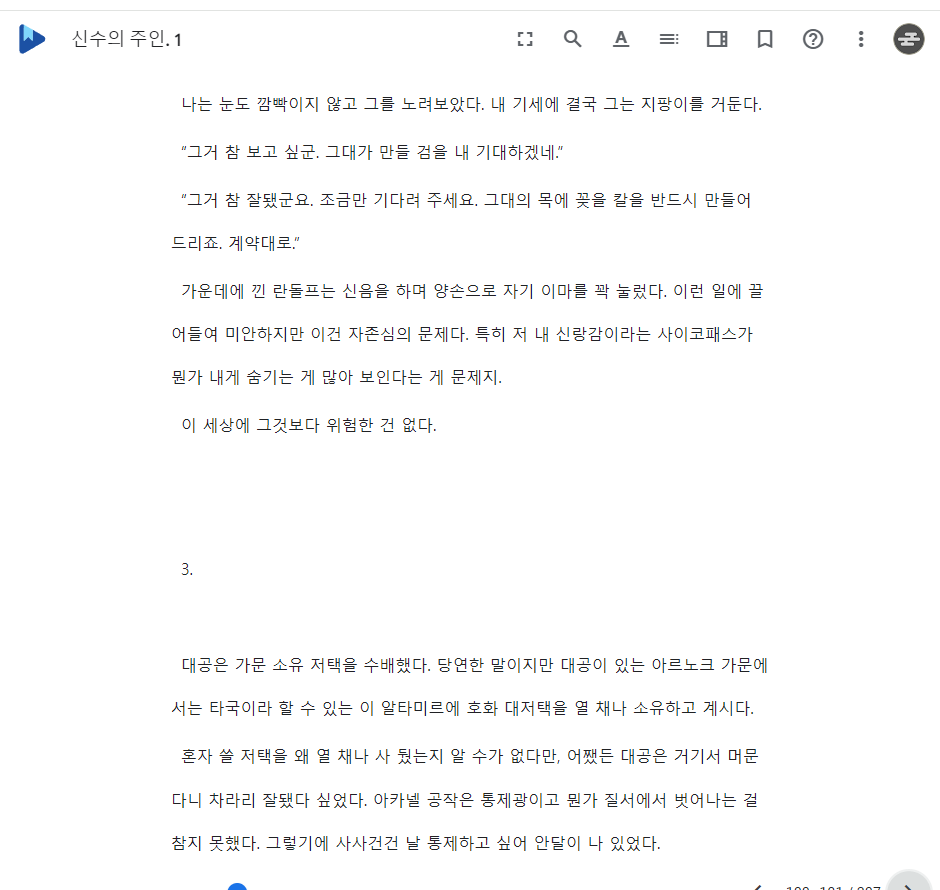 신수의 주인. 1
나는 눈도 깜빡이지 않고 그를 노려보았다. 내 기세에 결국 그는 지팡이를 거둔다.
“그거 참 보고 싶군. 그대가 만들 검을 내 기대하겠네.”
“그거 참 잘됐군요. 조금만 기다려 주세요. 그대의 목에 꽂을 칼을 반드시 만들어
드리죠. 계약대로.”
가운데에 낀 란돌프는 신음을 하며 양손으로 자기 이마를 꽉 눌렀다. 이런 일에 끌
어들여 미안하지만 이건 자존심의 문제다. 특히 저 내 신랑감이라는 사이코패스가
뭔가 내게 숨기는 게 많아 보인다는 게 문제지.
이 세상에 그것보다 위험한 건 없다.
3.
대공은 가문 소유 저택을 수배했다. 당연한 말이지만 대공이 있는 아르노크 가문에
서는 타국이라 할 수 있는 이 알타미르에 호화 대저택을 열 채나 소유하고 계시다.
혼자 쓸 저택을 왜 열 채나 사 뒀는지 알 수가 없다만, 어쨌든 대공은 거기서 머문
다니 차라리 잘됐다 싶었다. 아카넬 공작은 통제광이고 뭔가 질서에서 벗어나는 걸
참지 못했다. 그렇기에 사사건건 날 통제하고 싶어 안달이 나 있었다.